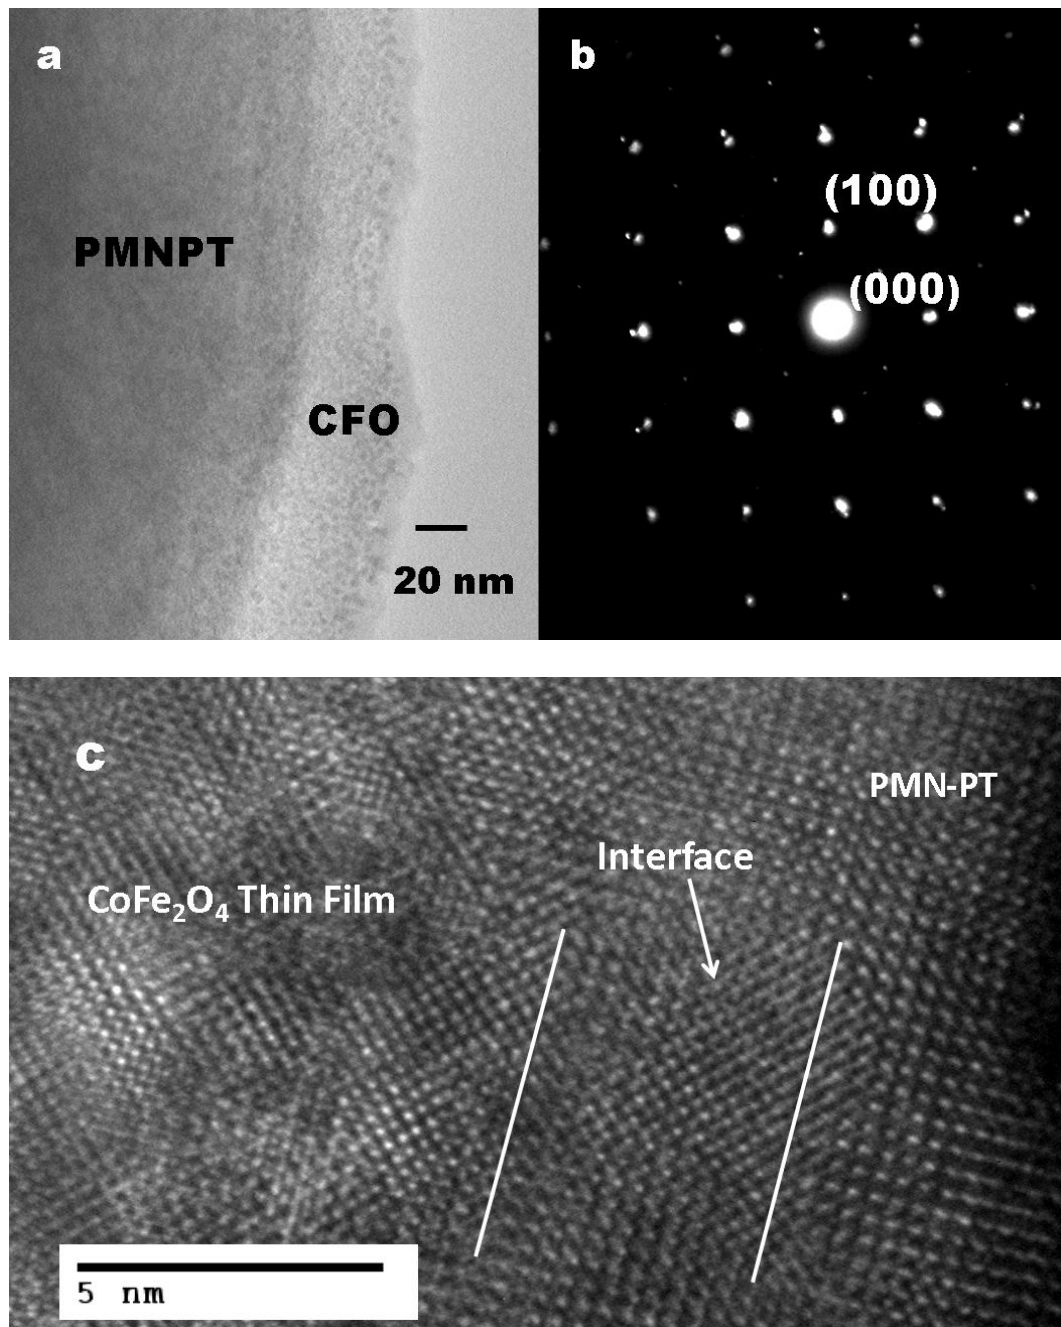 a
PMNPT
CFO
20 nm
b
(100)
(000)
c
PMN-PT
Interface
CoFe₂O₄ Thin Film
5 nm